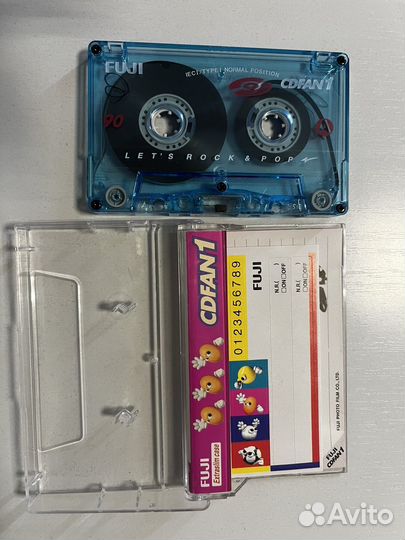 FUJI
IECI/TYPE I NORMAL POSITION
CDFAN1
90
LET'S ROCK & POP
CDFAN1
FUJI
Extraslim case
0123456789
FUJI
N.R.( )
□ON□OFF
N.R.( )
□ON□OFF
FUJI PHOTO FILM CO., LTD.
FUJI
CDFAN1
Avito